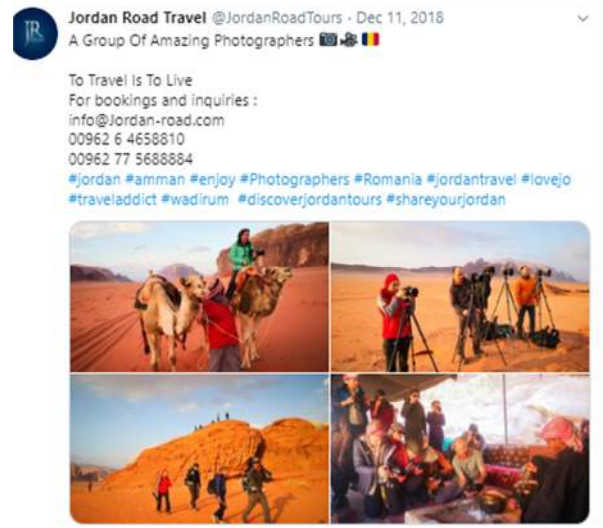 JR
Jordan Road Travel @JordanRoadTours · Dec 11, 2018
A Group Of Amazing Photographers 📷🎥🇷🇴
To Travel Is To Live
For bookings and inquiries :
info@Jordan-road.com
00962 6 4658810
00962 77 5688884
#jordan #amman #enjoy #Photographers #Romania #jordantravel #lovejo
#traveladdict #wadirum #discoverjordantours #shareyourjordan